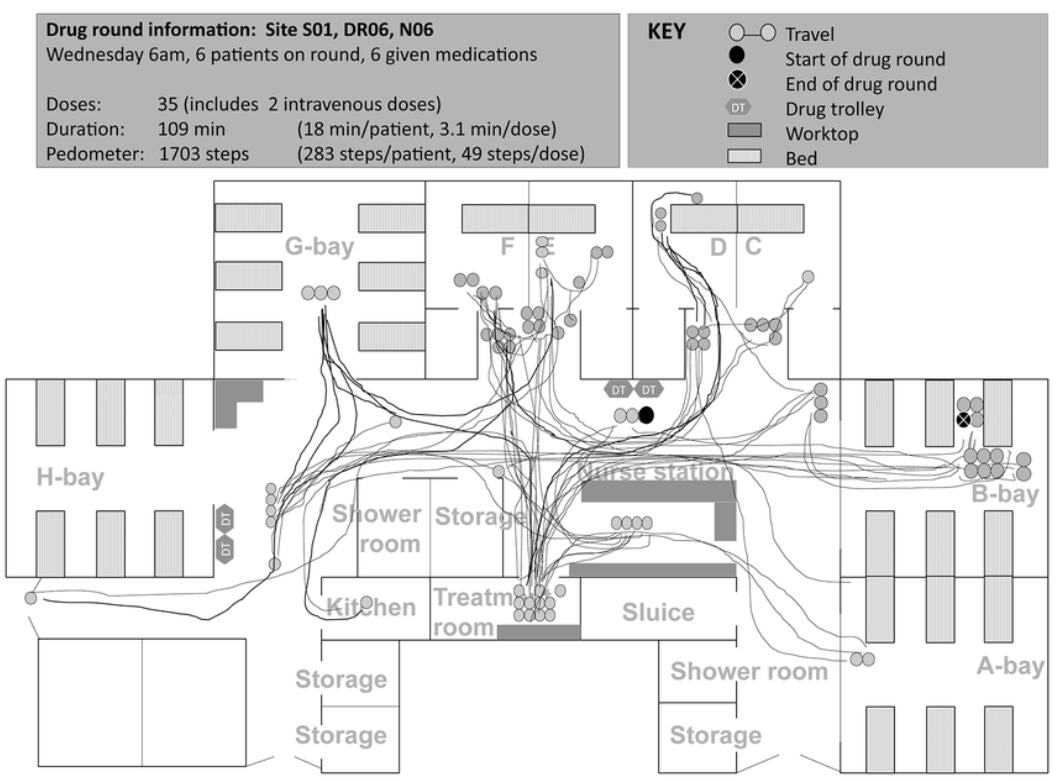 Drug round information: Site S01, DR06, N06
Wednesday 6am, 6 patients on round, 6 given medications
Doses: 35 (includes 2 intravenous doses)
Duration: 109 min (18 min/patient, 3.1 min/dose)
Pedometer: 1703 steps (283 steps/patient, 49 steps/dose)
KEY
Travel
Start of drug round
End of drug round
DT Drug trolley
Worktop
Bed
G-bay
F
E
D
C
DT
DT
H-bay
Nurse station
B-bay
DT
DT
Shower
room
Storage
Kitchen
Treatment
room
Sluice
Storage
Shower room
A-bay
Storage
Storage